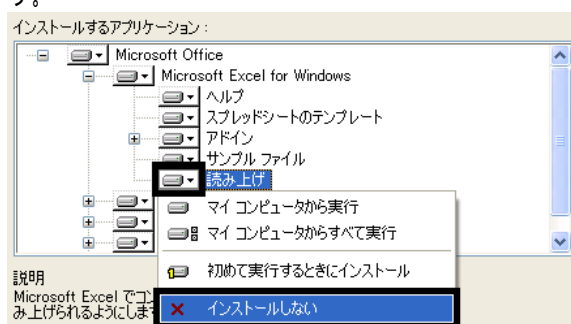 す。
インストールするアプリケーション：
Microsoft Office
Microsoft Excel for Windows
ヘルプ
スプレッドシートのテンプレート
アドイン
サンプル ファイル
読み上げ
マイ コンピュータから実行
マイ コンピュータからすべて実行
初めて実行するときにインストール
インストールしない
説明
Microsoft Excel でコン
み上げられるようにしま